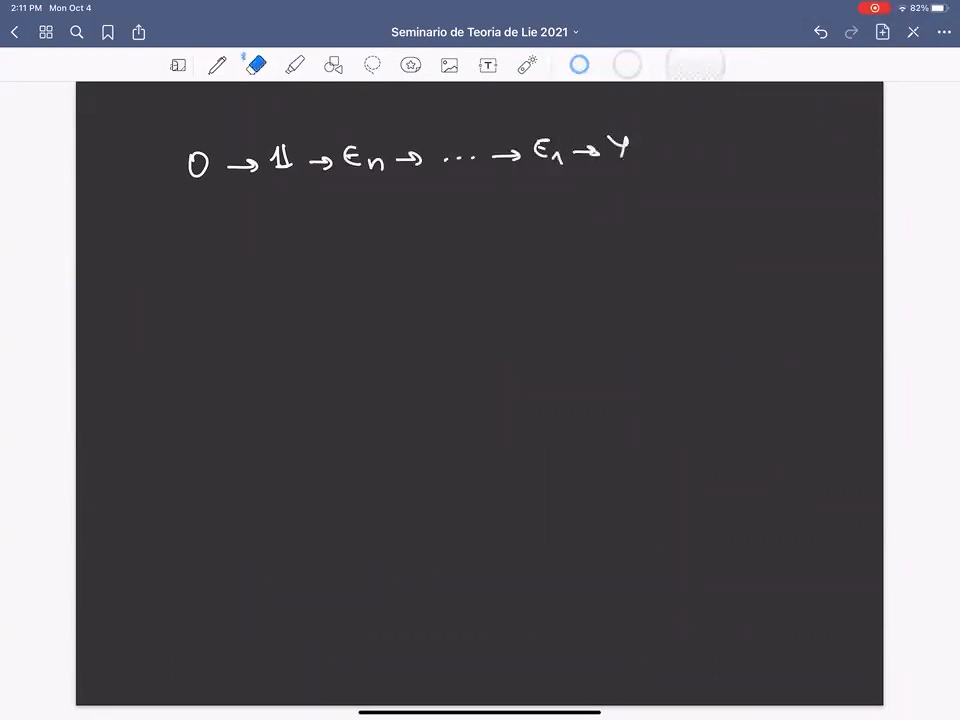 2:11 PM Mon Oct 4
82%
Seminario de Teoria de Lie 2021
T
0 → 𝟙 → E_n → ... → E_1 → Y